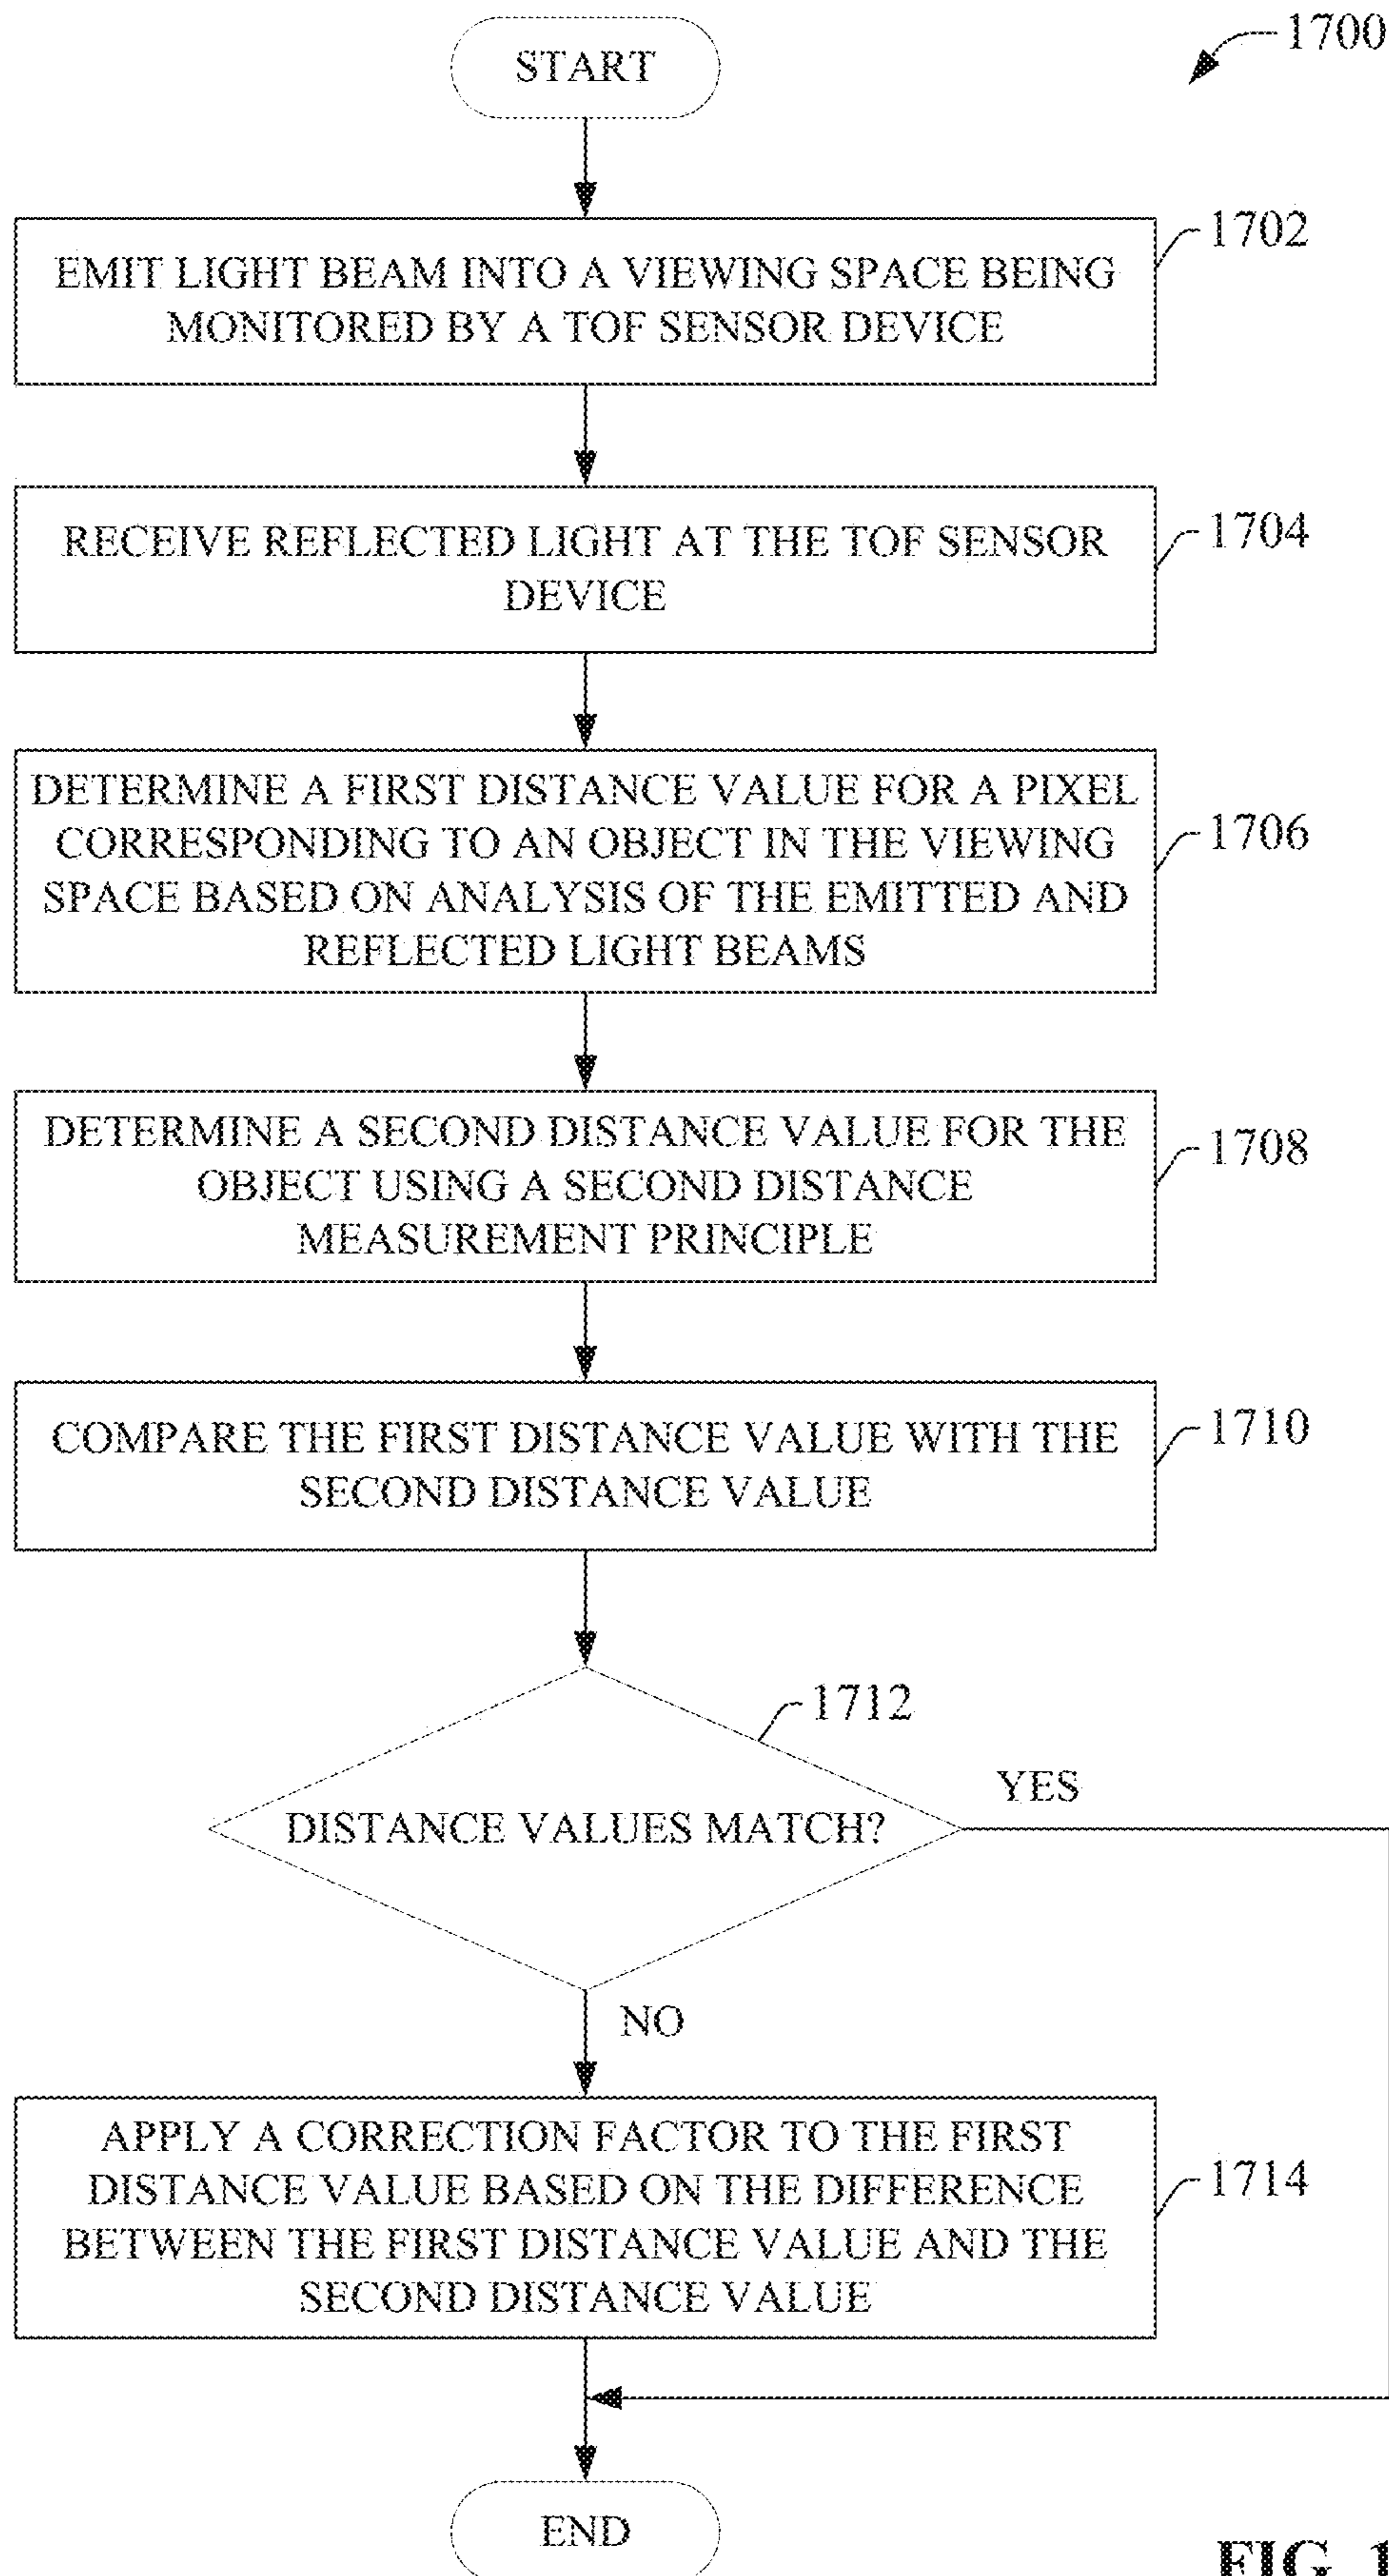 START
1700
1702
EMIT LIGHT BEAM INTO A VIEWING SPACE BEING
MONITORED BY A TOF SENSOR DEVICE
1704
RECEIVE REFLECTED LIGHT AT THE TOF SENSOR
DEVICE
1706
DETERMINE A FIRST DISTANCE VALUE FOR A PIXEL
CORRESPONDING TO AN OBJECT IN THE VIEWING
SPACE BASED ON ANALYSIS OF THE EMITTED AND
REFLECTED LIGHT BEAMS
1708
DETERMINE A SECOND DISTANCE VALUE FOR THE
OBJECT USING A SECOND DISTANCE
MEASUREMENT PRINCIPLE
1710
COMPARE THE FIRST DISTANCE VALUE WITH THE
SECOND DISTANCE VALUE
1712
YES
DISTANCE VALUES MATCH?
NO
1714
APPLY A CORRECTION FACTOR TO THE FIRST
DISTANCE VALUE BASED ON THE DIFFERENCE
BETWEEN THE FIRST DISTANCE VALUE AND THE
SECOND DISTANCE VALUE
END
FIG. 1